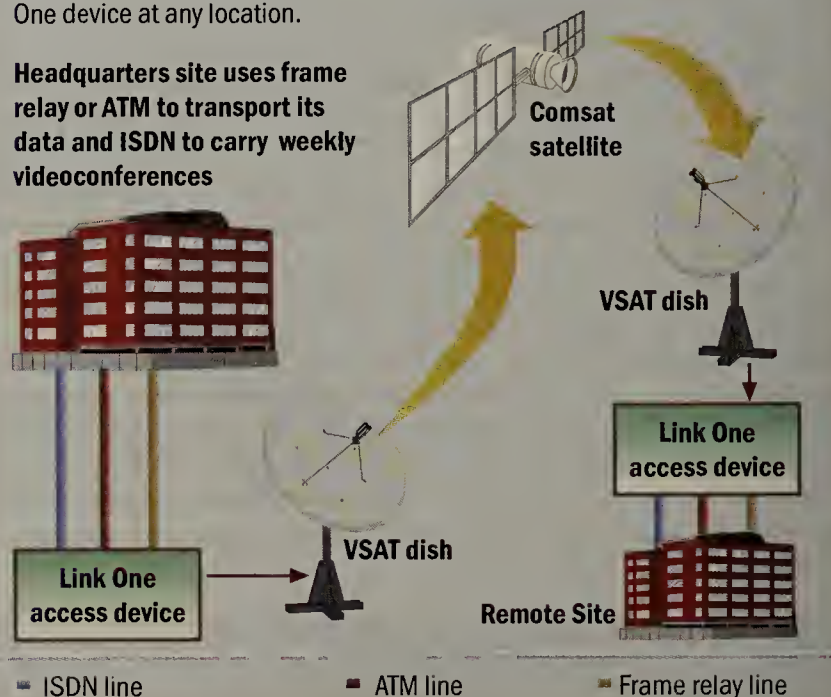 One device at any location.
Headquarters site uses frame
relay or ATM to transport its
data and ISDN to carry weekly
videoconferences
Comsat
satellite
VSAT dish
Link One
access device
VSAT dish
Link One
access device
Remote Site
ISDN line
ATM line
Frame relay line